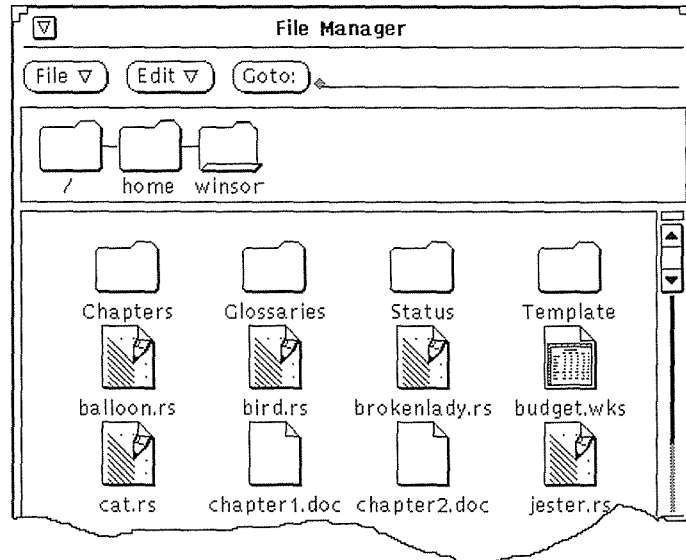 File Manager
File Edit Goto:
/ home winsor
Chapters Glossaries Status Template
balloon.rs bird.rs brokenlady.rs budget.wks
cat.rs chapter1.doc chapter2.doc jester.rs